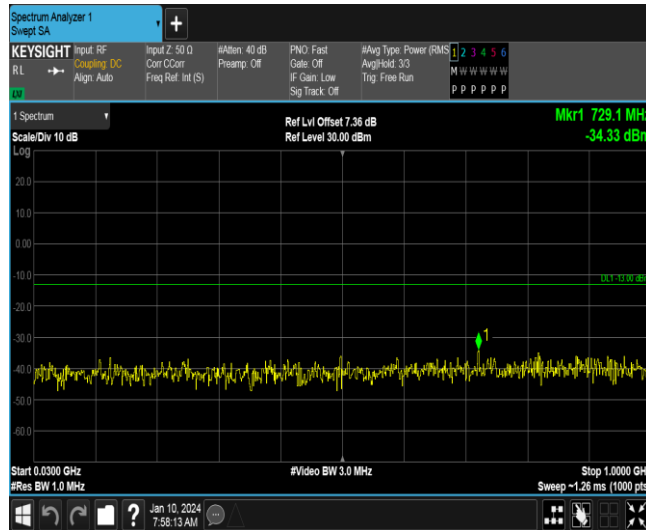 Spectrum Analyzer 1
Swept SA
KEYSIGHT Input: RF Input Z: 50 Ω #Atten: 40 dB PNO: Fast #Avg Type: Power (RMS 1 2 3 4 5 6
RL Coupling: DC Corr CCorr Preamp: Off Gate: Off Avg|Hold: 3/3 M W W W W W
Align: Auto Freq Ref: Int (S) IF Gain: Low Trig: Free Run
Sig Track: Off P P P P P P
1 Spectrum Ref Lvl Offset 7.36 dB Mkr1 729.1 MHz
Scale/Div 10 dB Ref Level 30.00 dBm -34.33 dBm
Log
20.0
10.0
0.00
-10.0
DL1 -13.00 dB
-20.0
-30.0
1
-40.0
-50.0
-60.0
Start 0.0300 GHz #Video BW 3.0 MHz Stop 1.0000 GH
#Res BW 1.0 MHz Sweep ~1.26 ms (1000 pts
? Jan 10, 2024
7:58:13 AM